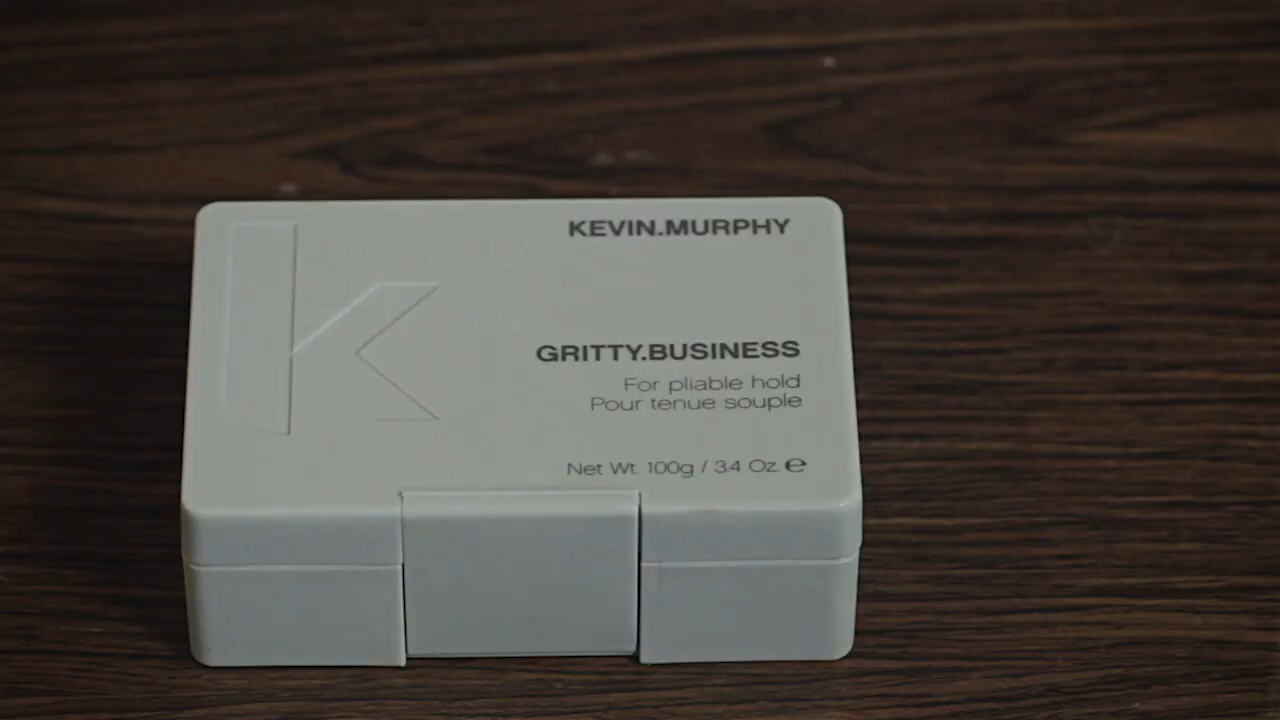 KEVIN.MURPHY
GRITTY.BUSINESS
For pliable hold
Pour tenue souple
Net Wt. 100g / 3.4 Oz. ℮